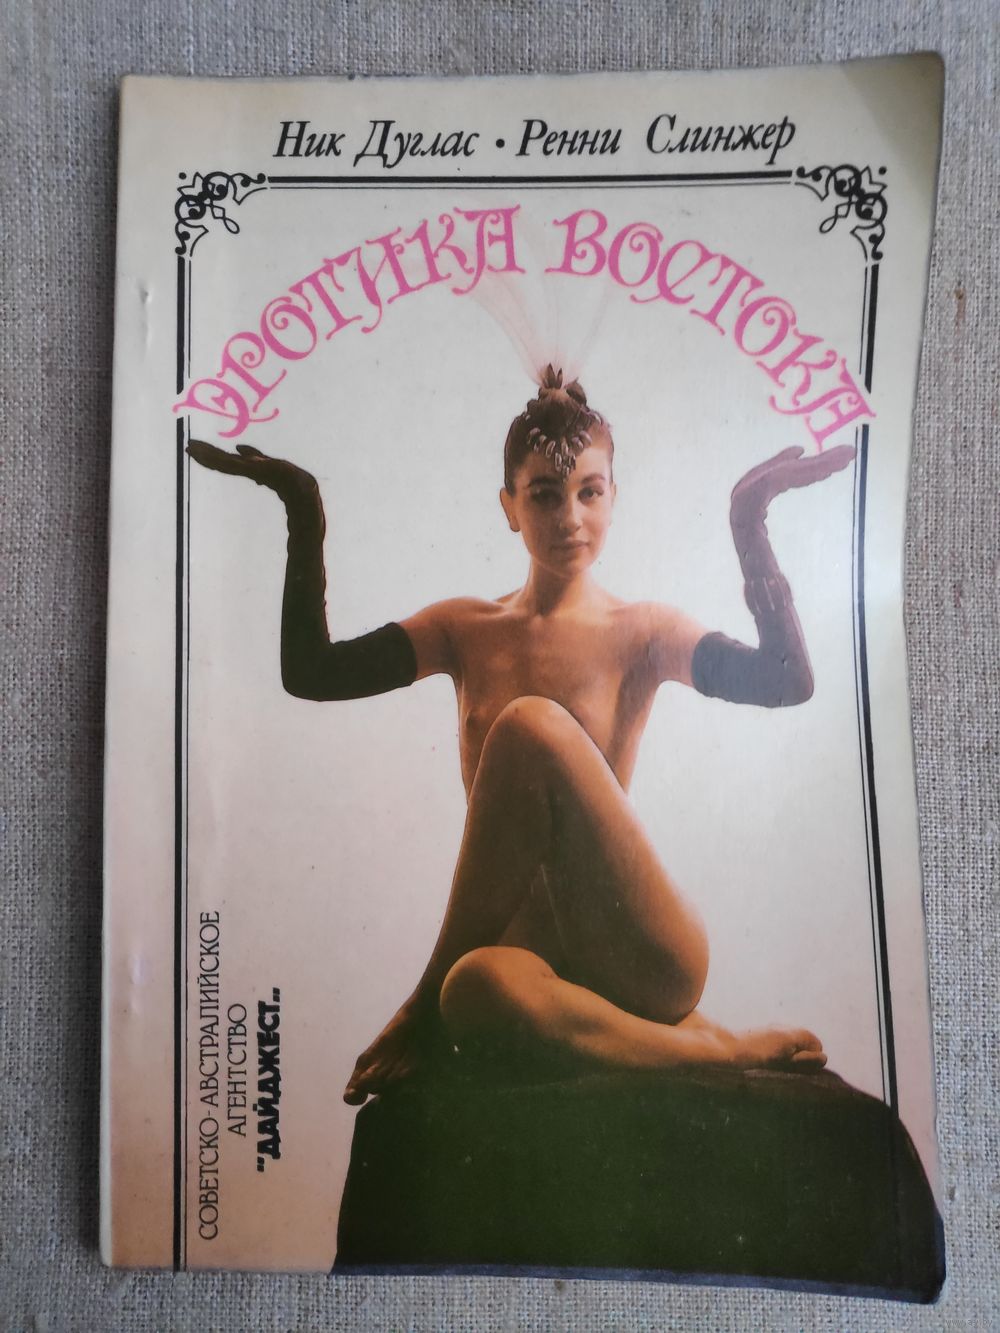 Ник Дуглас • Ренни Слинжер
ЭРОТИКА ВОСТОКА
СОВЕТСКО-АВСТРАЛИЙСКОЕ
АГЕНТСТВО
"ДАЙДЖЕСТ"